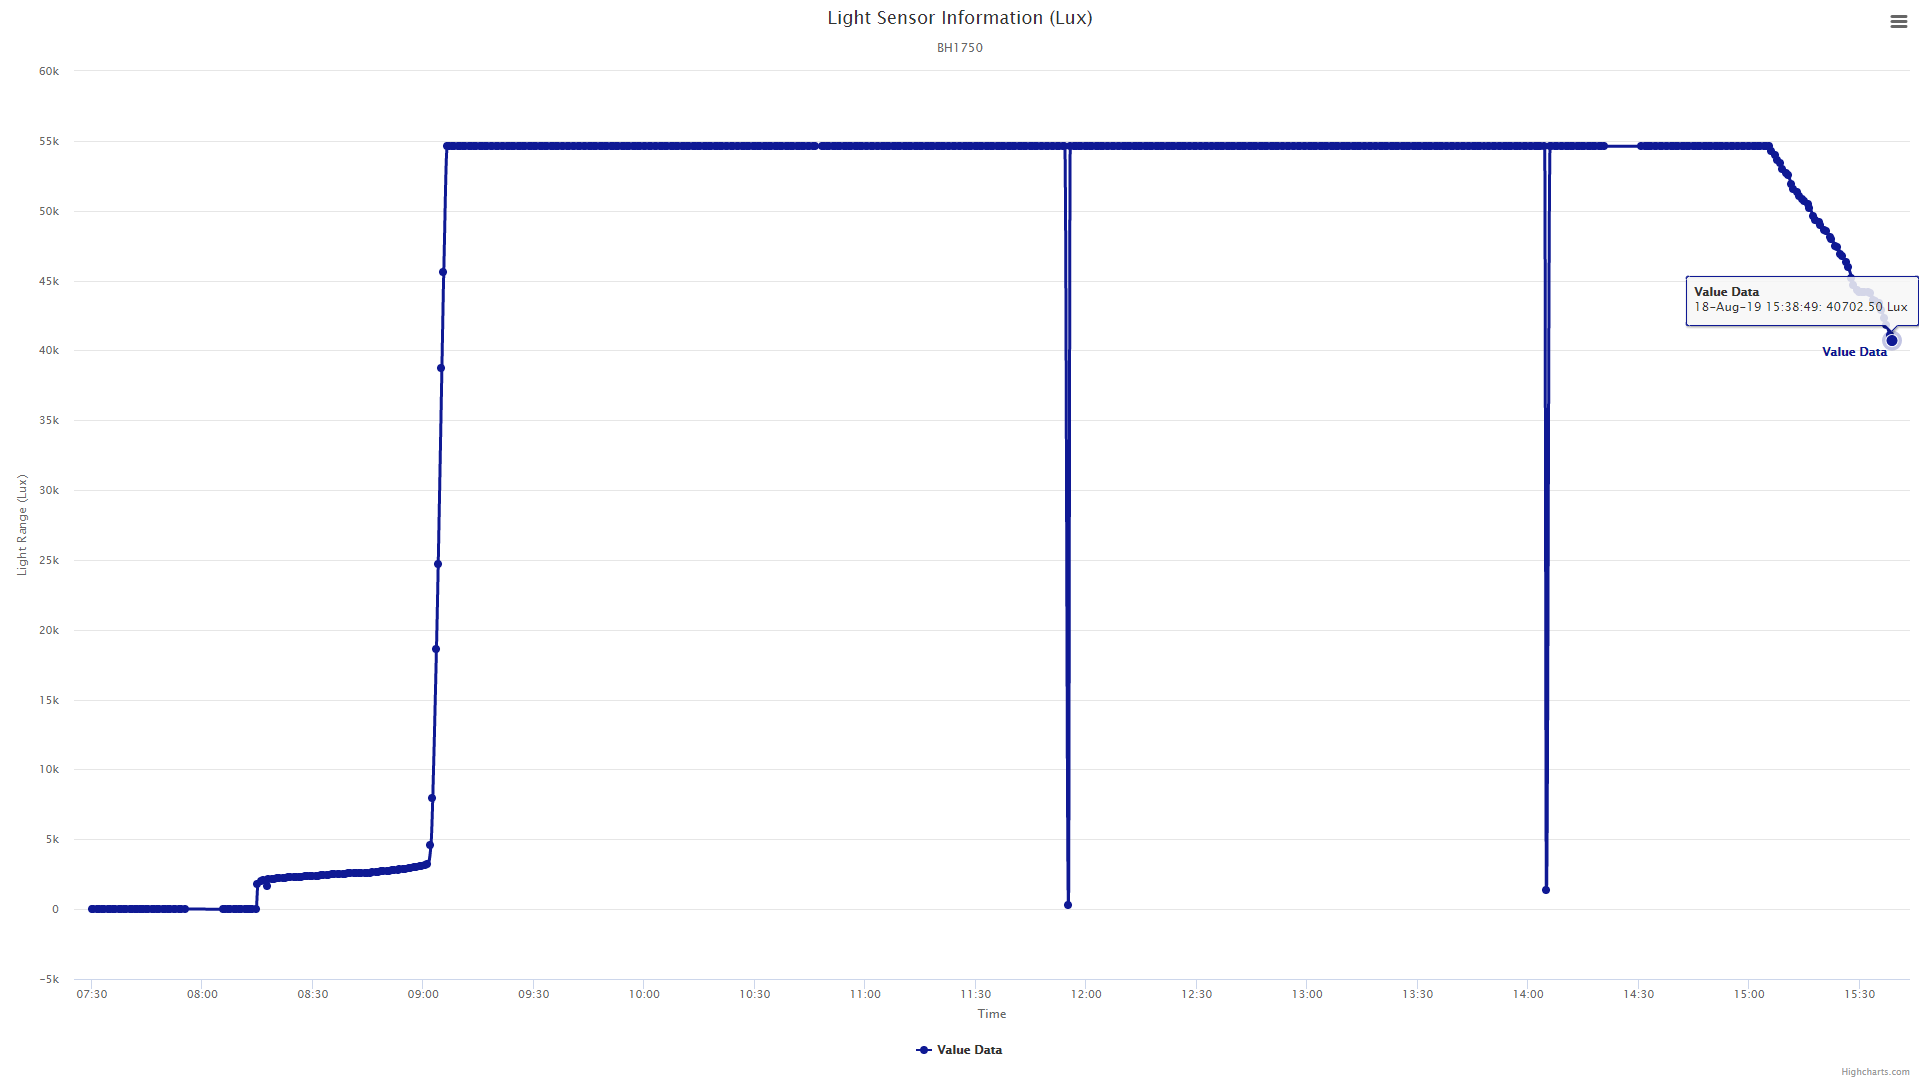 Light Sensor Information (Lux)
BH1750
60k
55k
50k
45k
40k
35k
30k
25k
20k
15k
10k
5k
0
-5k
Light Range (Lux)
Value Data
18-Aug-19 15:38:49: 40702.50 Lux
Value Data
07:30 08:00 08:30 09:00 09:30 10:00 10:30 11:00 11:30 12:00 12:30 13:00 13:30 14:00 14:30 15:00 15:30
Time
Value Data
Highcharts.com